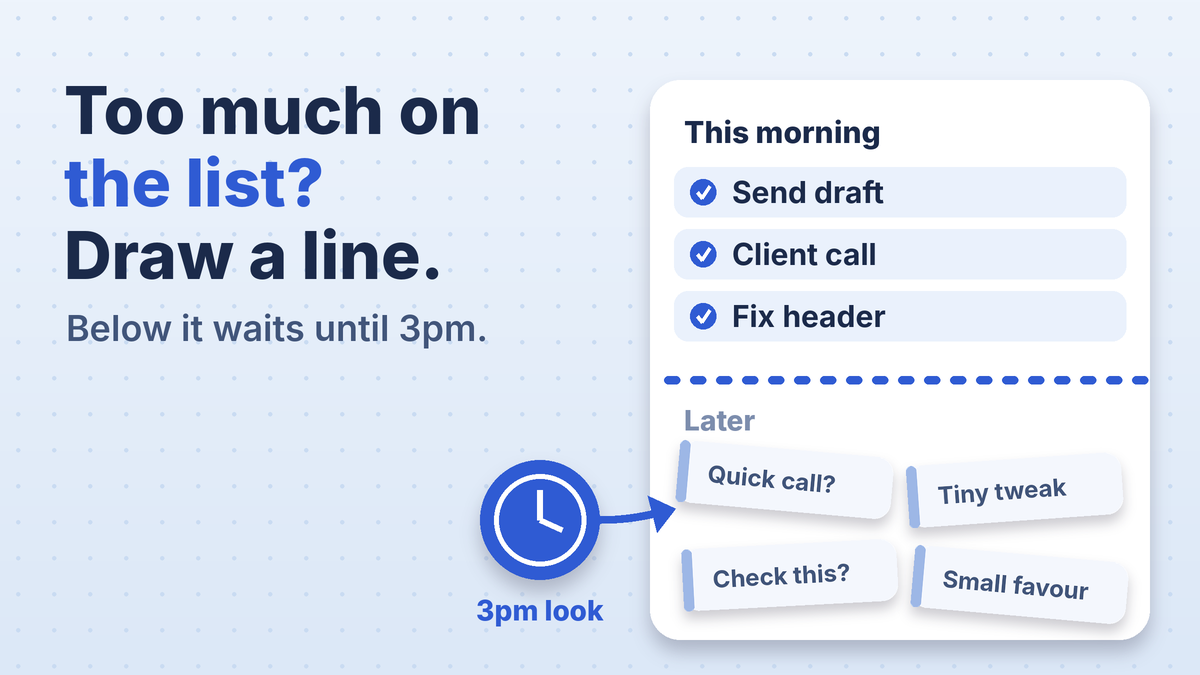 Too much on
the list?
Draw a line.
Below it waits until 3pm.
This morning
Send draft
Client call
Fix header
Later
Quick call?
Tiny tweak
Check this?
Small favour
3pm look